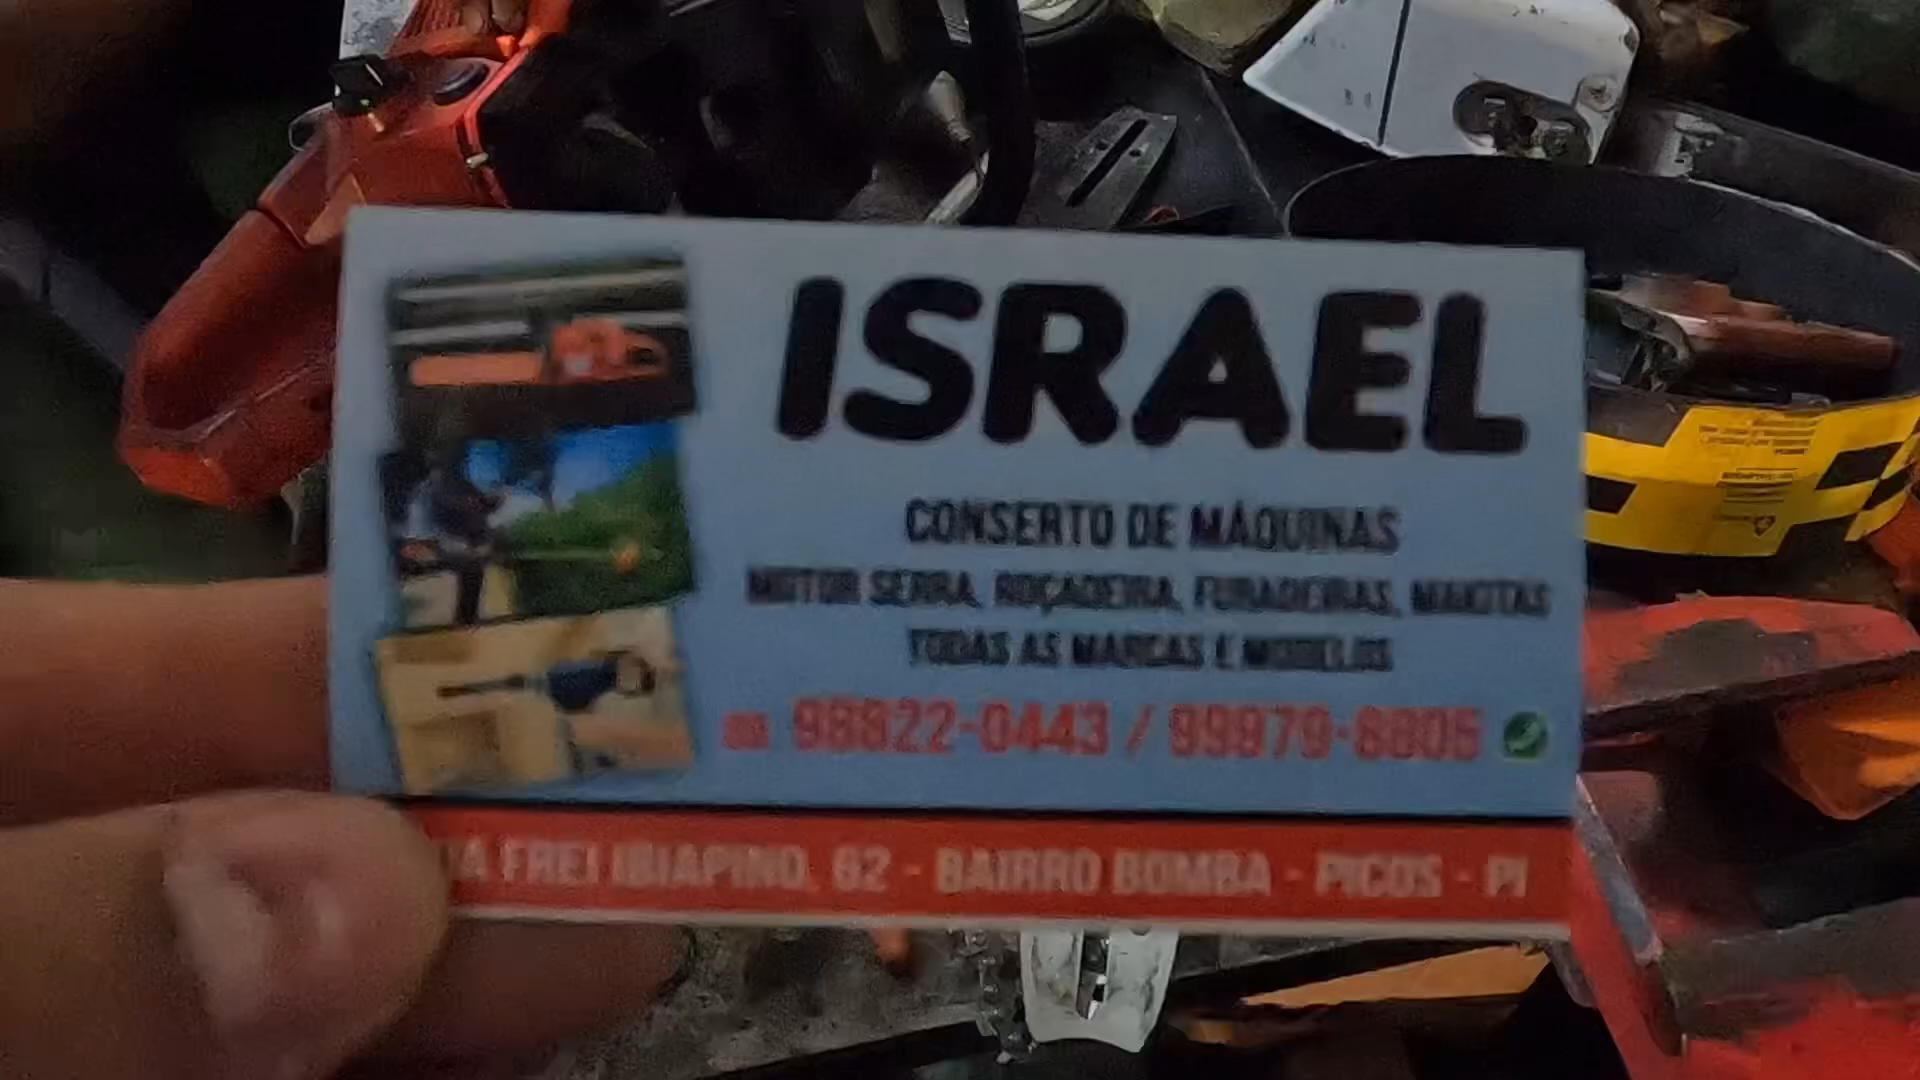 ISRAEL
CONSERTO DE MÁQUINAS
MOTOR SERRA, ROÇADEIRA, FURADEIRAS, MAKITAS
TODAS AS MARCAS E MODELOS
98822-0443 / 99979-8805
FREI IBIAPINO, 62 - BAIRRO BOMBA - PICOS - PI